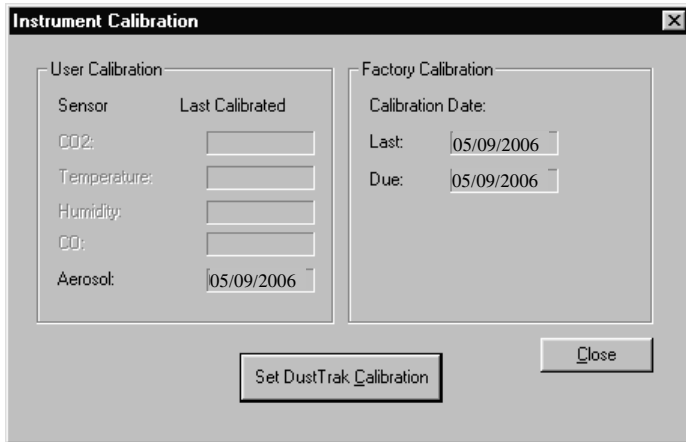 Instrument Calibration
User Calibration
Sensor Last Calibrated
CO2:
Temperature:
Humidity:
CO:
Aerosol: 05/09/2006
Factory Calibration
Calibration Date:
Last: 05/09/2006
Due: 05/09/2006
Set DustTrak Calibration
Close